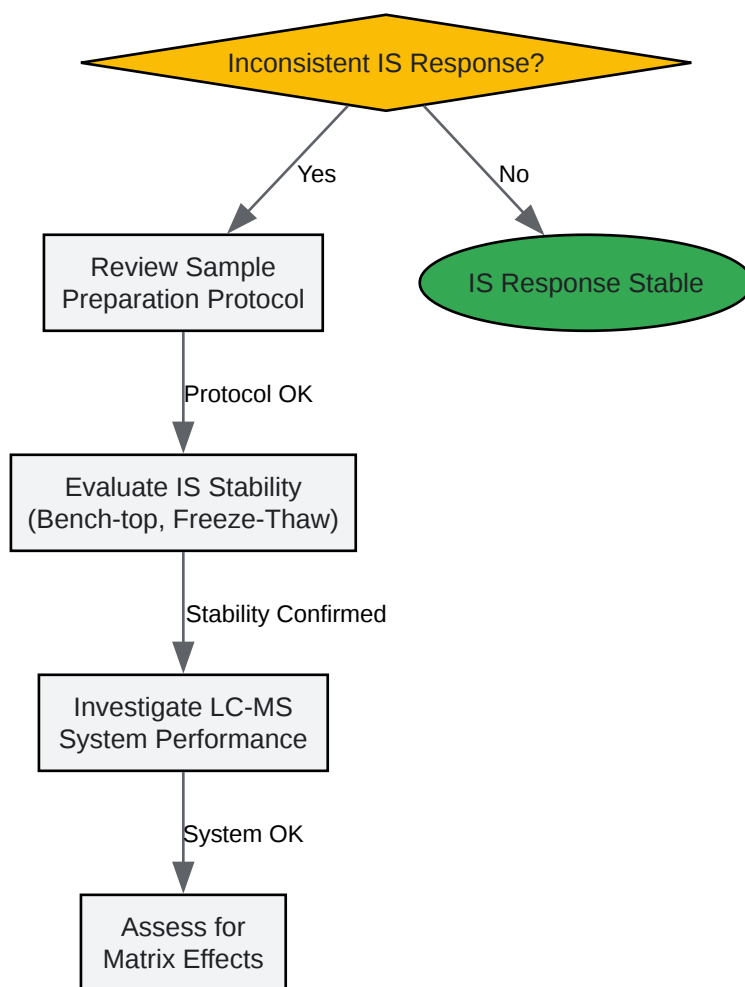 Inconsistent IS Response?
Yes
No
Review Sample
Preparation Protocol
IS Response Stable
Protocol OK
Evaluate IS Stability
(Bench-top, Freeze-Thaw)
Stability Confirmed
Investigate LC-MS
System Performance
System OK
Assess for
Matrix Effects